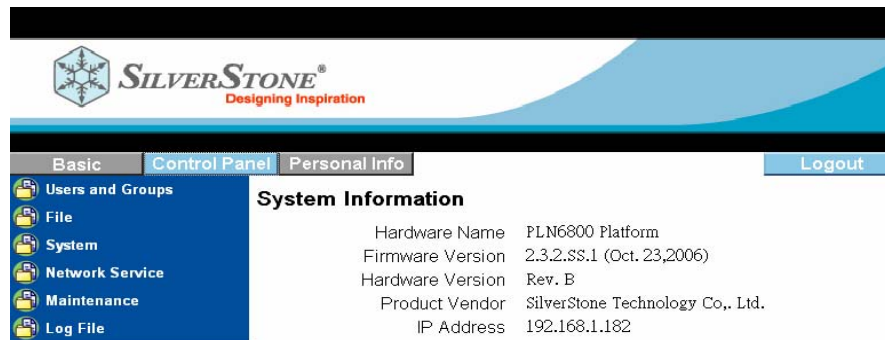 SILVERSTONE®
Designing Inspiration
Basic Control Panel Personal Info Logout
Users and Groups
File
System
Network Service
Maintenance
Log File
System Information
Hardware Name PLN6800 Platform
Firmware Version 2.3.2.SS.1 (Oct. 23,2006)
Hardware Version Rev. B
Product Vendor SilverStone Technology Co,. Ltd.
IP Address 192.168.1.182